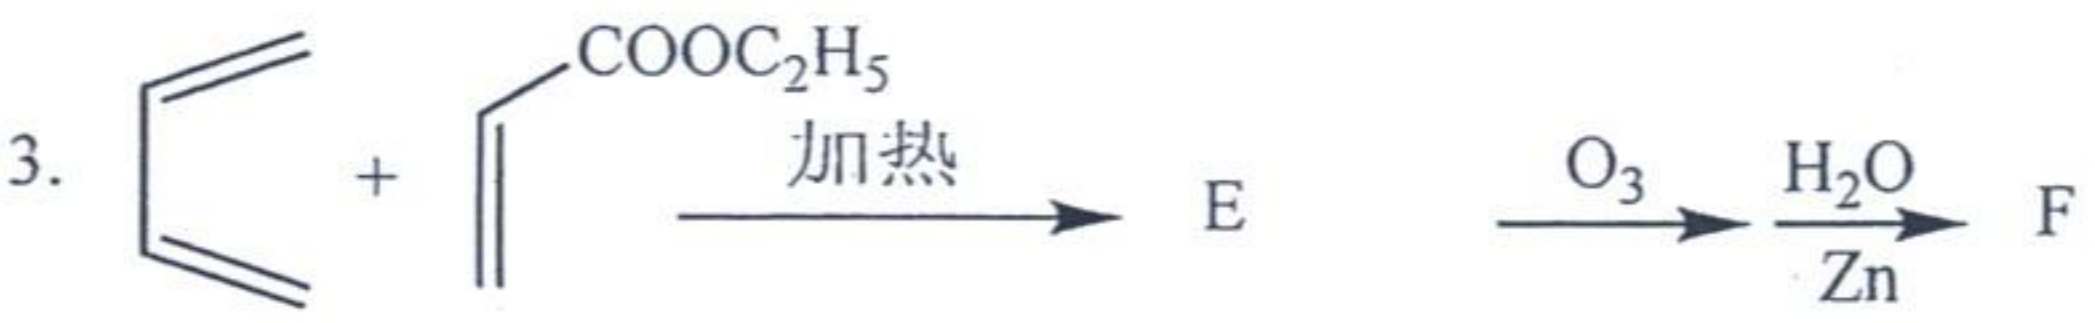 3. + COOC₂H₅ 加热 E O₃ H₂O Zn F